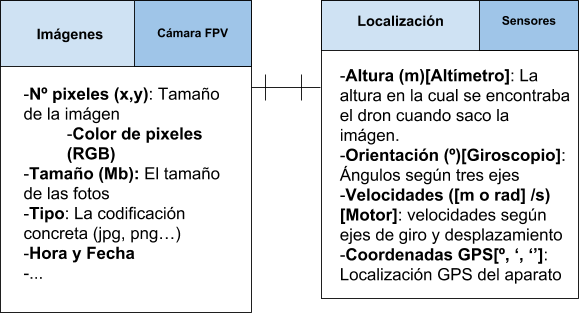 Imágenes
Cámara FPV
-Nº pixeles (x,y): Tamaño
de la imágen
-Color de pixeles
(RGB)
-Tamaño (Mb): El tamaño
de las fotos
-Tipo: La codificación
concreta (jpg, png…)
-Hora y Fecha
-...
Localización
Sensores
-Altura (m)[Altímetro]: La
altura en la cual se encontraba
el dron cuando saco la
imágen.
-Orientación (º)[Giroscopio]:
Ángulos según tres ejes
-Velocidades ([m o rad] /s)
[Motor]: velocidades según
ejes de giro y desplazamiento
-Coordenadas GPS[º, ‘, ‘’]:
Localización GPS del aparato